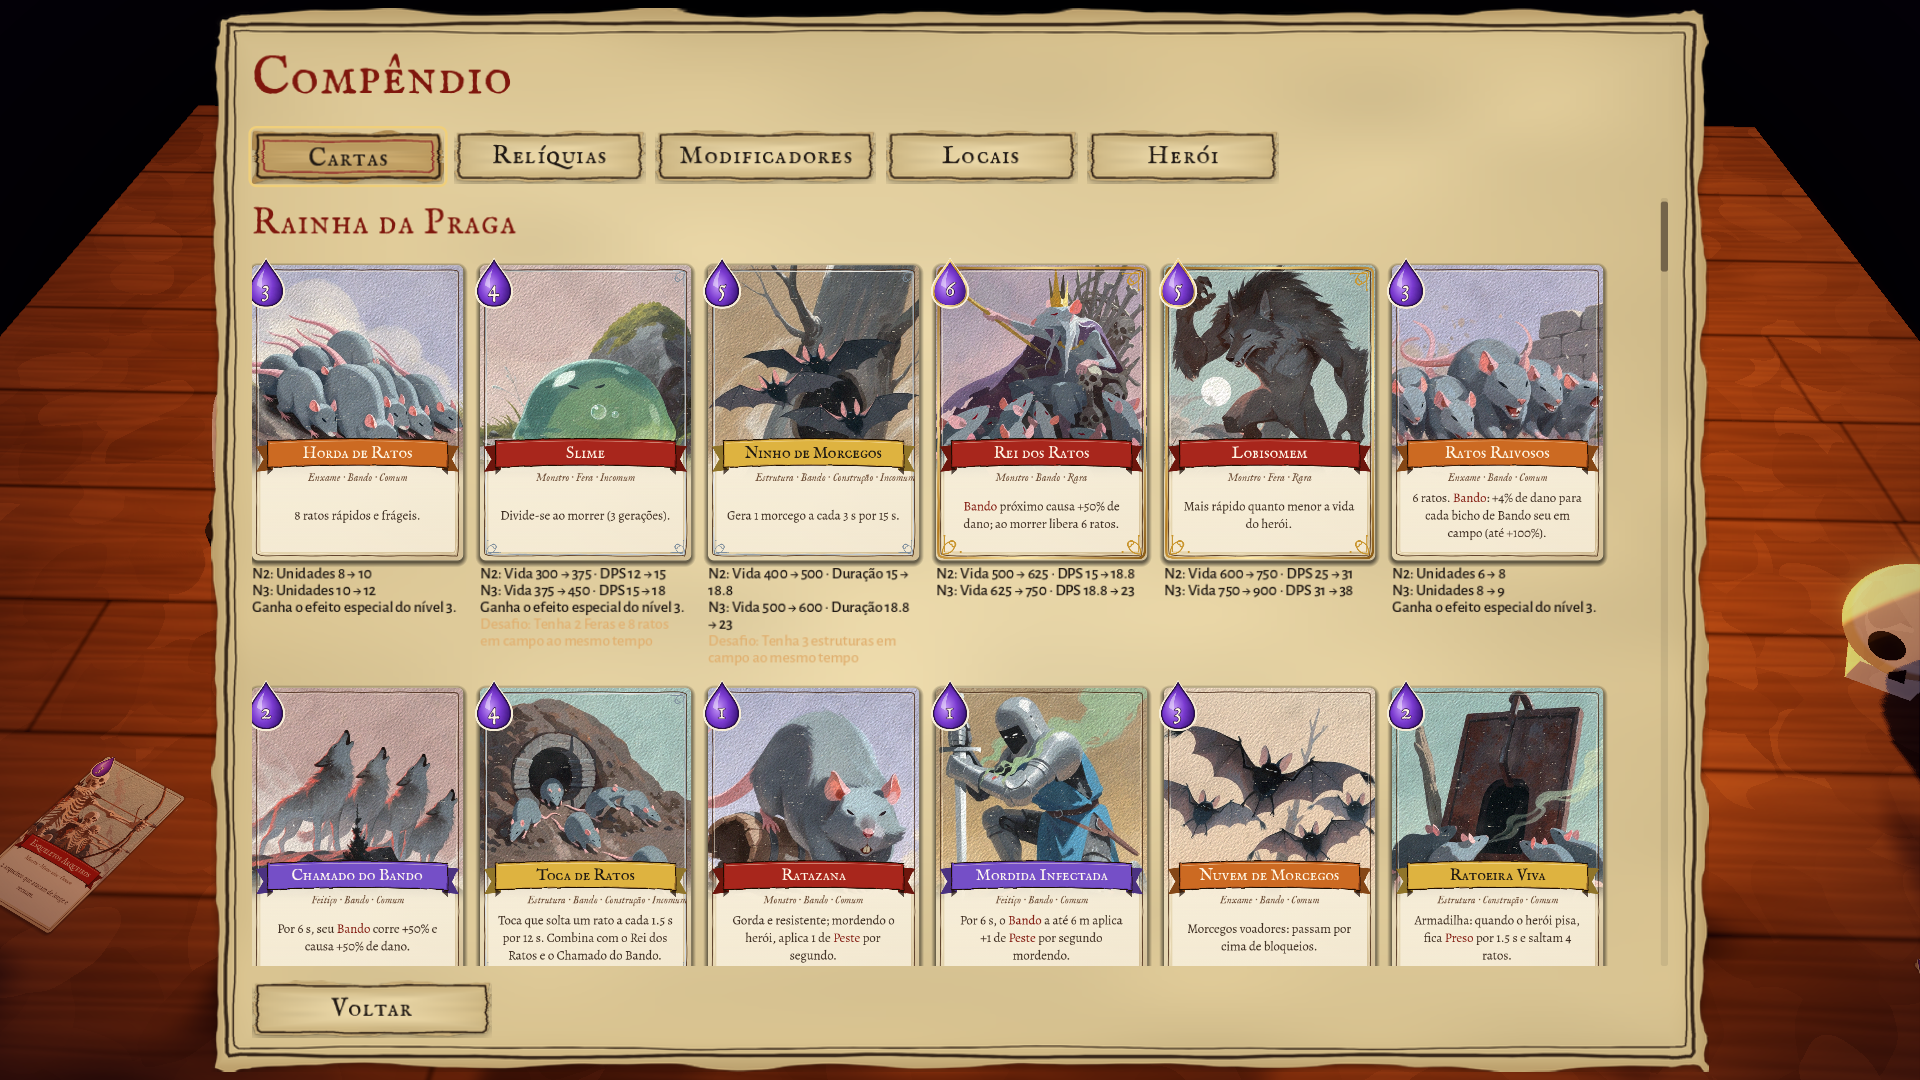 Compêndio
Cartas
Relíquias
Modificadores
Locais
Herói
Rainha da Praga
3
4
5
6
5
3
Horda de Ratos
Enxame · Bando · Comum
8 ratos rápidos e frágeis.
N2: Unidades 8 → 10
N3: Unidades 10 → 12
Ganha o efeito especial do nível 3.
Slime
Monstro · Fera · Incomum
Divide-se ao morrer (3 gerações).
N2: Vida 300 → 375 · DPS 12 → 15
N3: Vida 375 → 450 · DPS 15 → 18
Ganha o efeito especial do nível 3.
Desafio: Tenha 2 Feras e 8 ratos
em campo ao mesmo tempo
Ninho de Morcegos
Estrutura · Bando · Construção · Incomum
Gera 1 morcego a cada 3 s por 15 s.
N2: Vida 400 → 500 · Duração 15 →
18.8
N3: Vida 500 → 600 · Duração 18.8
→ 23
Desafio: Tenha 3 estruturas em
campo ao mesmo tempo
Rei dos Ratos
Monstro · Bando · Rara
Bando próximo causa +50% de
dano; ao morrer libera 6 ratos.
N2: Vida 500 → 625 · DPS 15 → 18.8
N3: Vida 625 → 750 · DPS 18.8 → 23
Lobisomem
Monstro · Fera · Rara
Mais rápido quanto menor a vida
do herói.
N2: Vida 600 → 750 · DPS 25 → 31
N3: Vida 750 → 900 · DPS 31 → 38
Ratos Raivosos
Enxame · Bando · Comum
6 ratos. Bando: +4% de dano para
cada bicho de Bando seu em
campo (até +100%).
N2: Unidades 6 → 8
N3: Unidades 8 → 9
Ganha o efeito especial do nível 3.
2
4
1
1
3
2
Chamado do Bando
Feitiço · Bando · Comum
Por 6 s, seu Bando corre +50% e
causa +50% de dano.
Toca de Ratos
Estrutura · Bando · Construção · Incomum
Toca que solta um rato a cada 1.5 s
por 12 s. Combina com o Rei dos
Ratos e o Chamado do Bando.
Ratazana
Monstro · Bando · Comum
Gorda e resistente; mordendo o
herói, aplica 1 de Peste por
segundo.
Mordida Infectada
Feitiço · Bando · Comum
Por 6 s, o Bando a até 6 m aplica
+1 de Peste por segundo
mordendo.
Nuvem de Morcegos
Enxame · Bando · Comum
Morcegos voadores: passam por
cima de bloqueios.
Ratoeira Viva
Estrutura · Construção · Comum
Armadilha: quando o herói pisa,
fica Preso por 1.5 s e saltam 4
ratos.
Esqueletos Arqueiros
Voltar